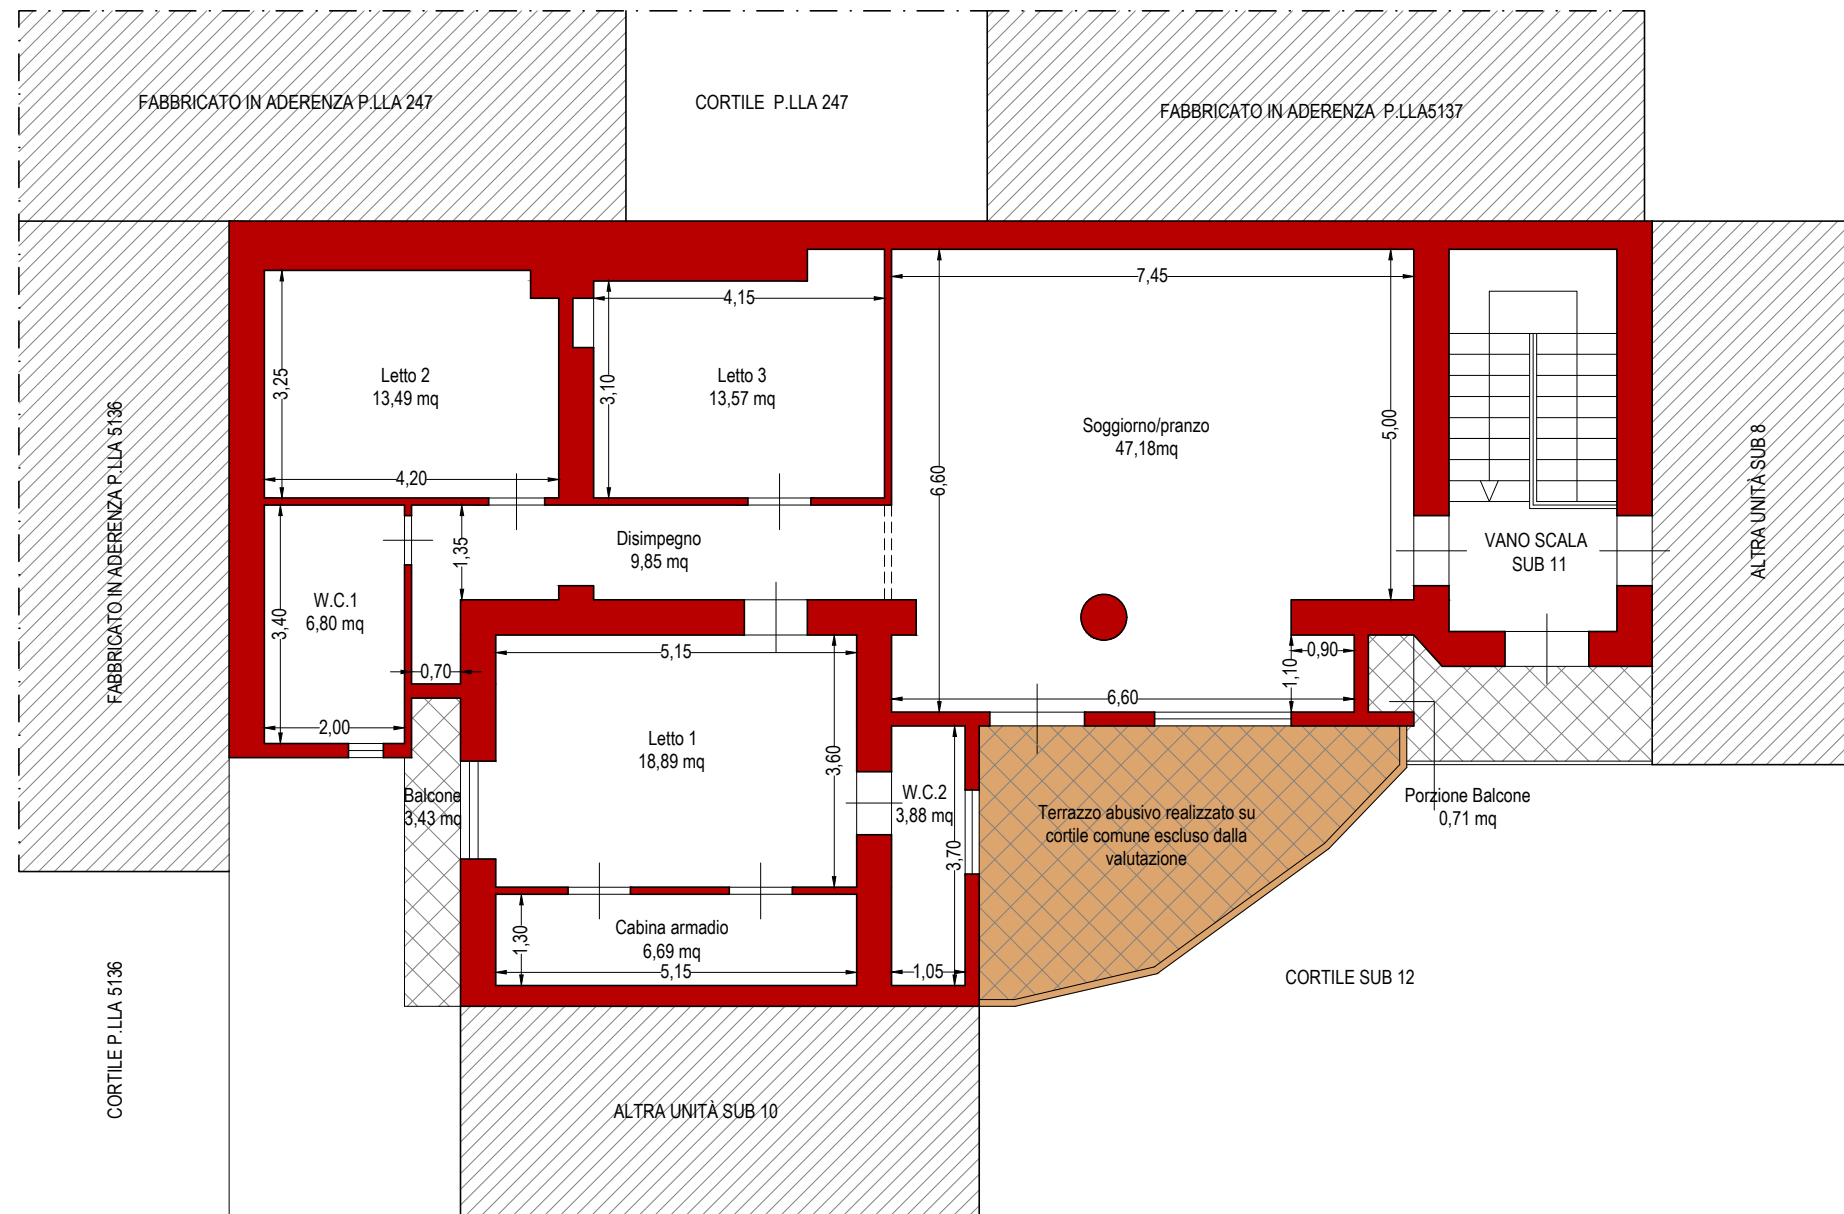 FABBRICATO IN ADERENZA P.LLA 247
CORTILE P.LLA 247
FABBRICATO IN ADERENZA P.LLA5137
7,45
4,15
3,25
Letto 2
13,49 mq
3,10
Letto 3
13,57 mq
Soggiorno/pranzo
47,18mq
5,00
6,60
4,20
FABBRICATO IN ADERENZA P.LLA 5136
ALTRA UNITÀ SUB 8
Disimpegno
9,85 mq
1,35
VANO SCALA
SUB 11
W.C.1
6,80 mq
3,40
0,70
5,15
0,90
1,10
6,60
2,00
Letto 1
18,89 mq
3,60
Balcone
3,43 mq
W.C.2
3,88 mq
3,70
Terrazzo abusivo realizzato su
cortile comune escluso dalla
valutazione
Porzione Balcone
0,71 mq
Cabina armadio
6,69 mq
1,30
5,15
1,05
CORTILE SUB 12
CORTILE P.LLA 5136
ALTRA UNITÀ SUB 10